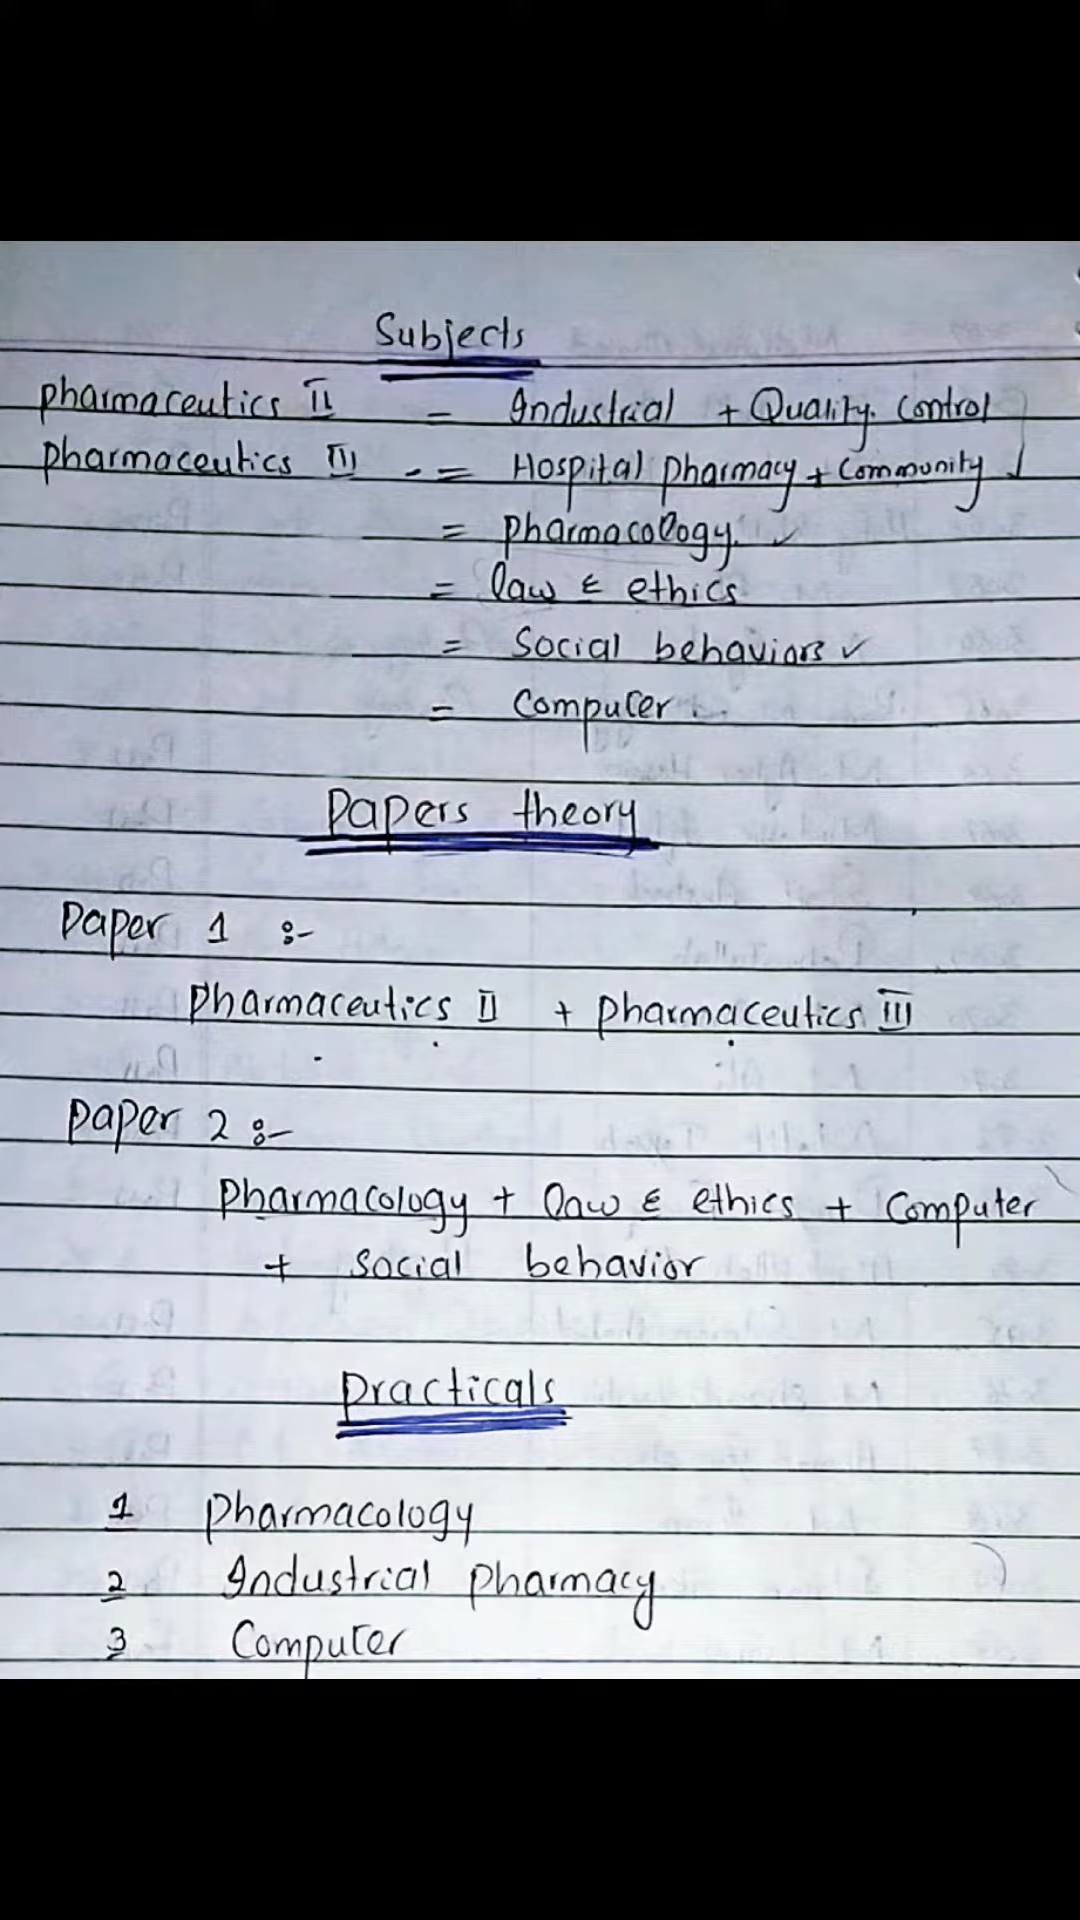 Subjects
pharmaceutics II = Industrial + Quality. Control
pharmaceutics III - = Hospital pharmacy + Community
= pharmacology. ✓
= law & ethics
= Social behaviors ✓
= Computer
Papers theory
Paper 1 :-
Pharmaceutics II + pharmaceutics III
paper 2 :-
pharmacology + law & ethics + Computer
+ social behavior
Practicals
1 pharmacology
2 Industrial pharmacy
3 Computer